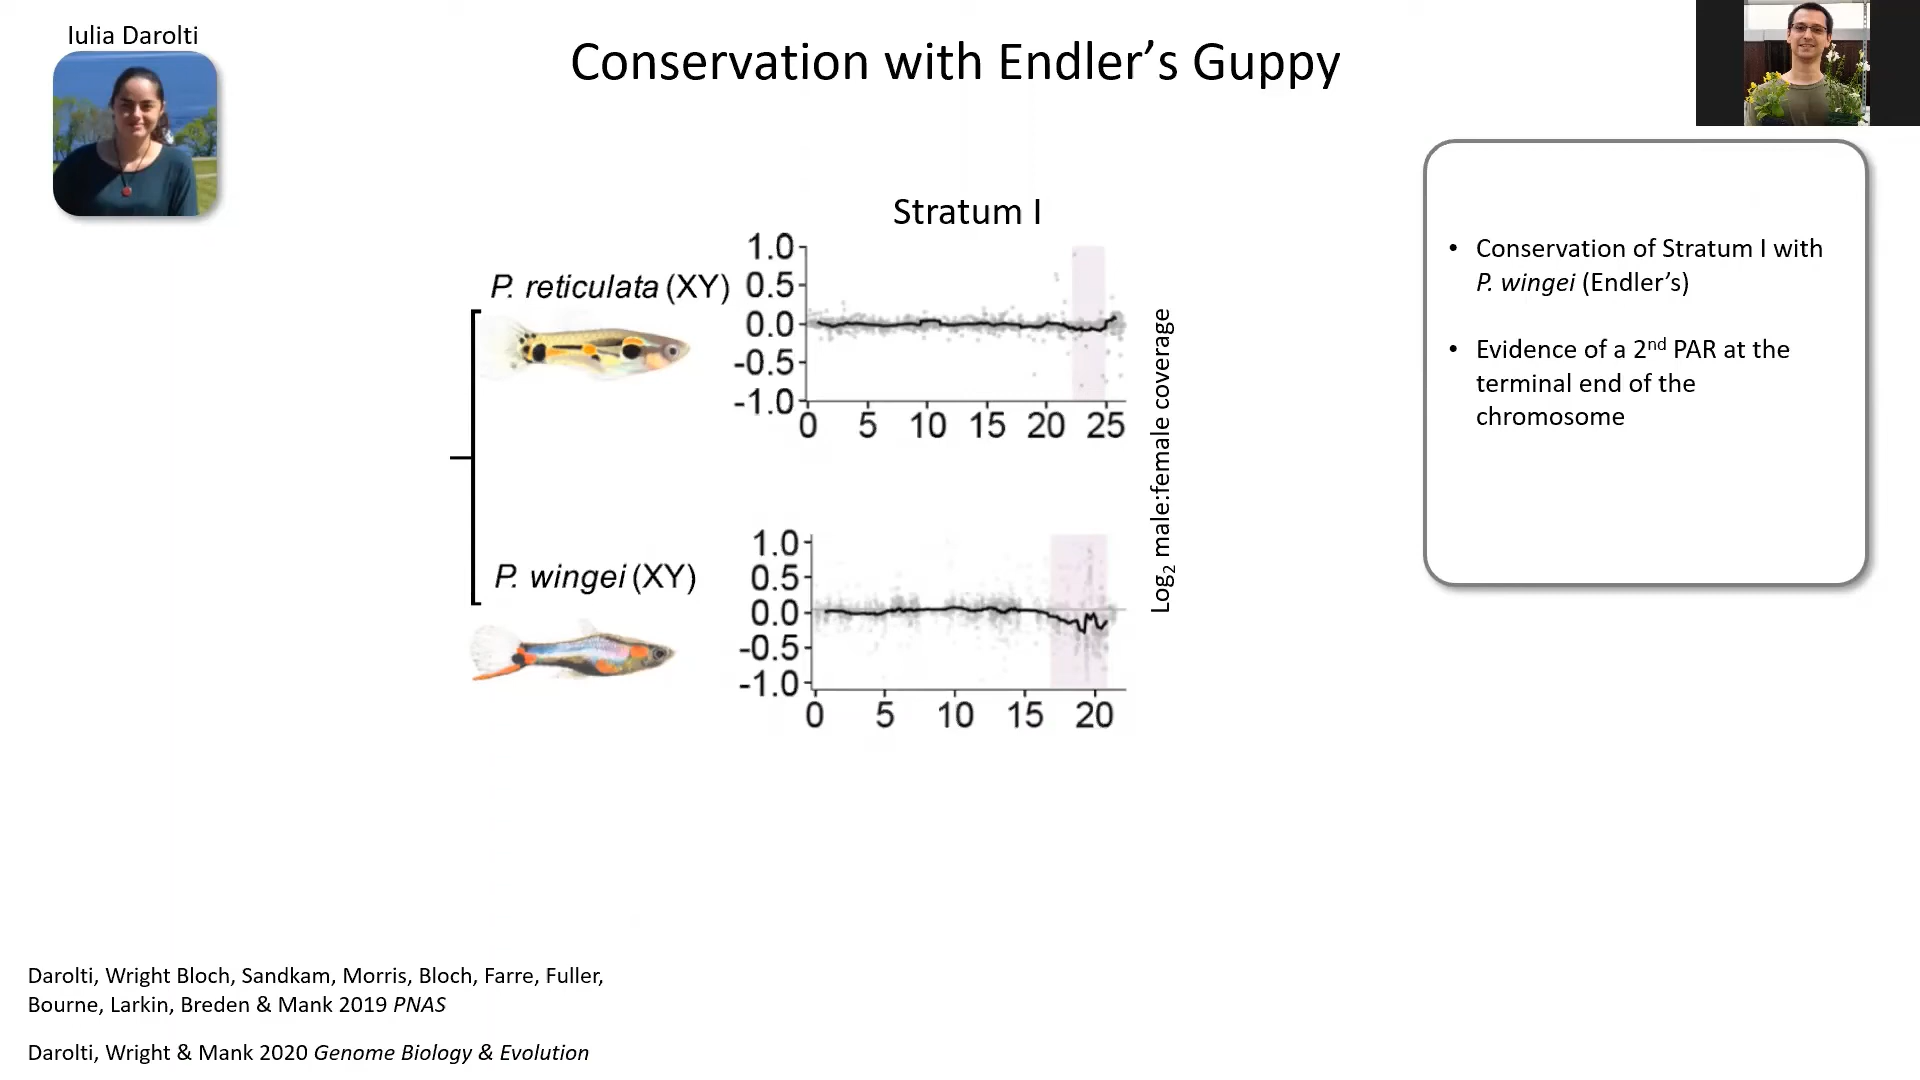 Iulia Darolti
Conservation with Endler's Guppy
Stratum I
P. reticulata (XY)
1.0
0.5
0.0
-0.5
-1.0
0 5 10 15 20 25
P. wingei (XY)
1.0
0.5
0.0
-0.5
-1.0
0 5 10 15 20
Log2 male:female coverage
• Conservation of Stratum I with
P. wingei (Endler's)
• Evidence of a 2nd PAR at the
terminal end of the
chromosome
Darolti, Wright Bloch, Sandkam, Morris, Bloch, Farre, Fuller,
Bourne, Larkin, Breden & Mank 2019 PNAS
Darolti, Wright & Mank 2020 Genome Biology & Evolution